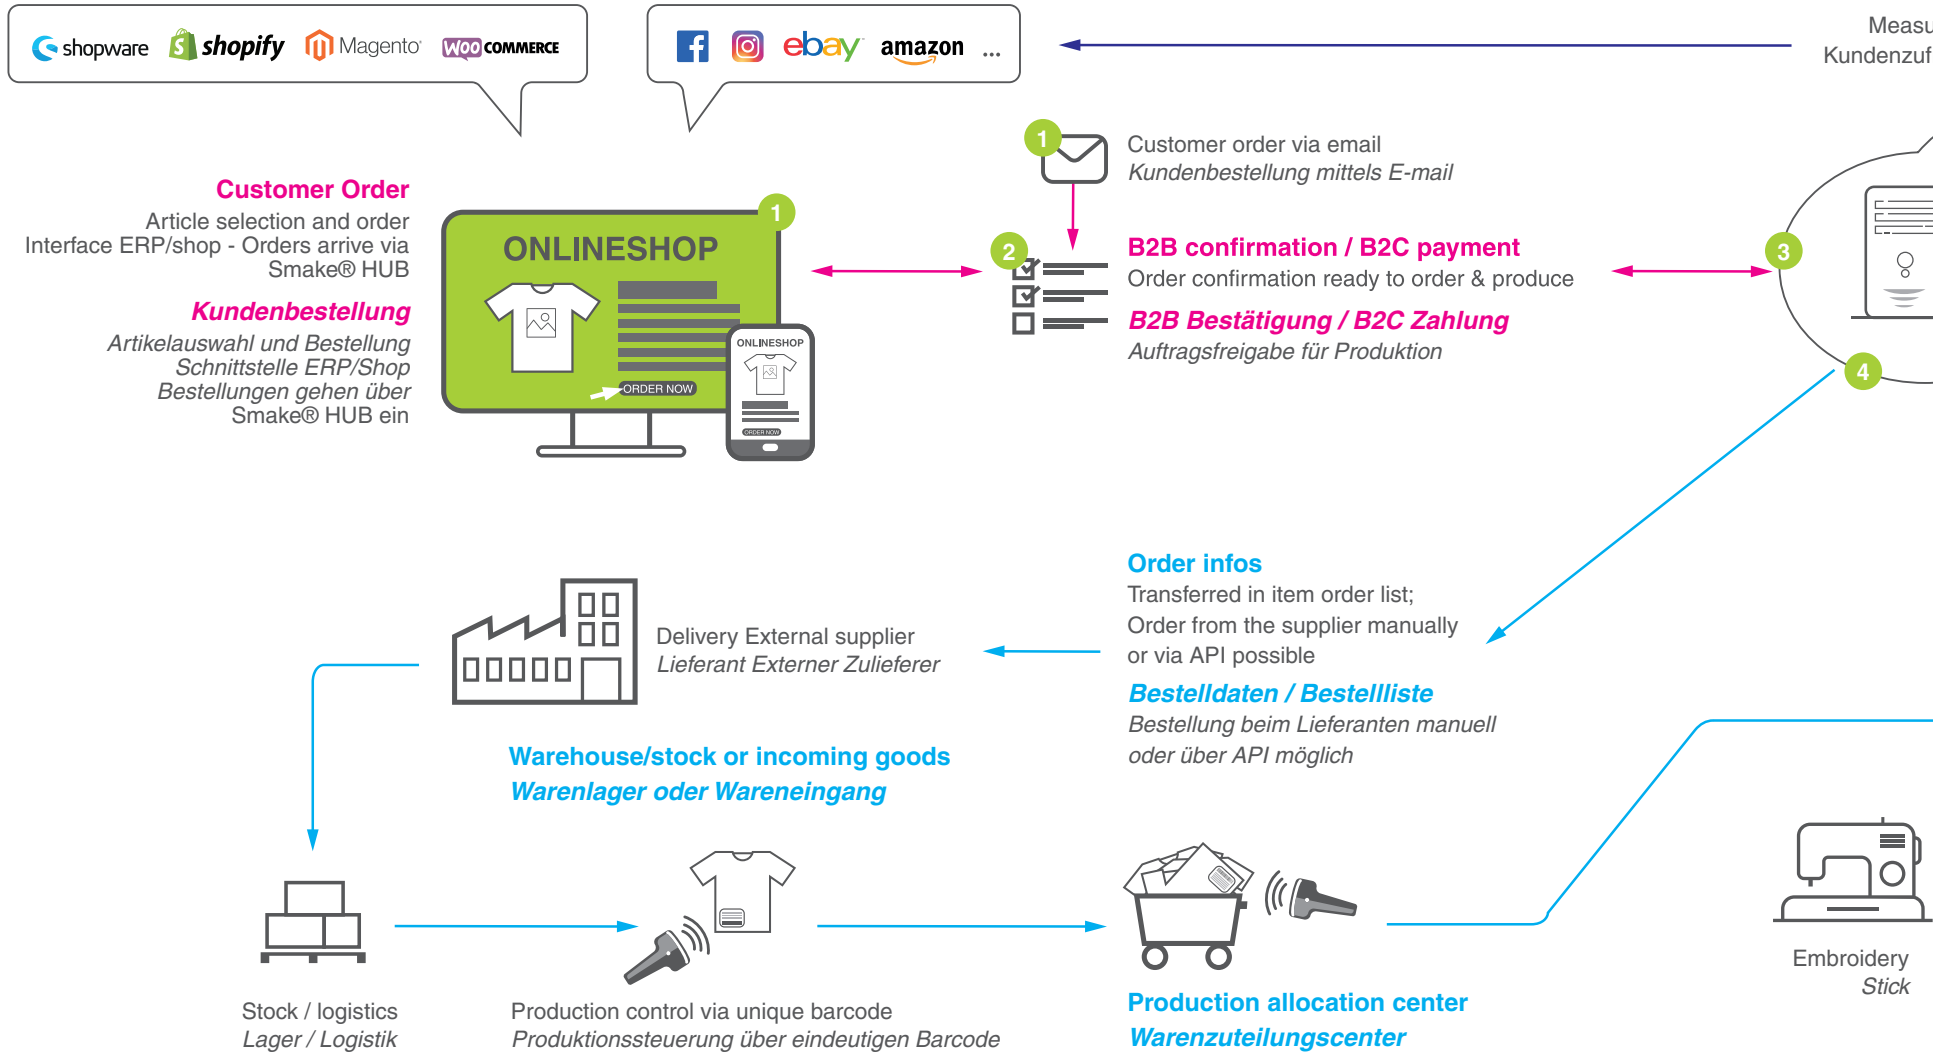 shopware
shopify
Magento
WOO COMMERCE
ebay
amazon
...
Measu
Kundenzuf
1
Customer order via email
Kundenbestellung mittels E-mail
Customer Order
Article selection and order
Interface ERP/shop - Orders arrive via
Smake® HUB
Kundenbestellung
Artikelauswahl und Bestellung
Schnittstelle ERP/Shop
Bestellungen gehen über
Smake® HUB ein
1
ONLINESHOP
ORDER NOW
ONLINESHOP
ORDER NOW
2
B2B confirmation / B2C payment
Order confirmation ready to order & produce
B2B Bestätigung / B2C Zahlung
Auftragsfreigabe für Produktion
3
4
Order infos
Transferred in item order list;
Order from the supplier manually
or via API possible
Bestelldaten / Bestellliste
Bestellung beim Lieferanten manuell
oder über API möglich
Delivery External supplier
Lieferant Externer Zulieferer
Warehouse/stock or incoming goods
Warenlager oder Wareneingang
Stock / logistics
Lager / Logistik
Production control via unique barcode
Produktionssteuerung über eindeutigen Barcode
Production allocation center
Warenzuteilungscenter
Embroidery
Stick